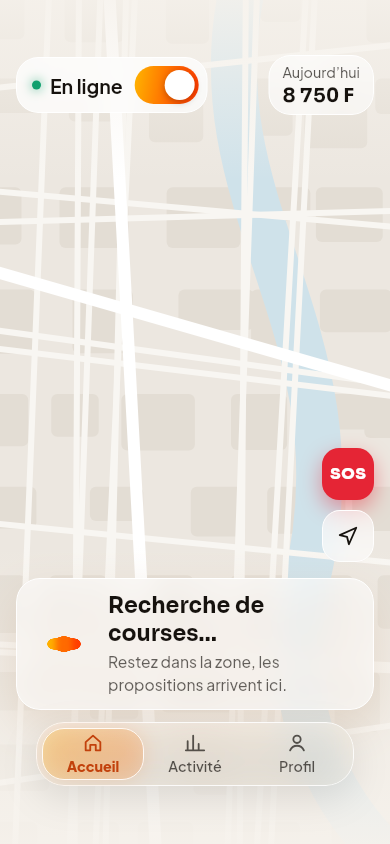 En ligne
Aujourd'hui
8 750 F
SOS
Recherche de
courses...
Restez dans la zone, les
propositions arrivent ici.
Accueil
Activité
Profil